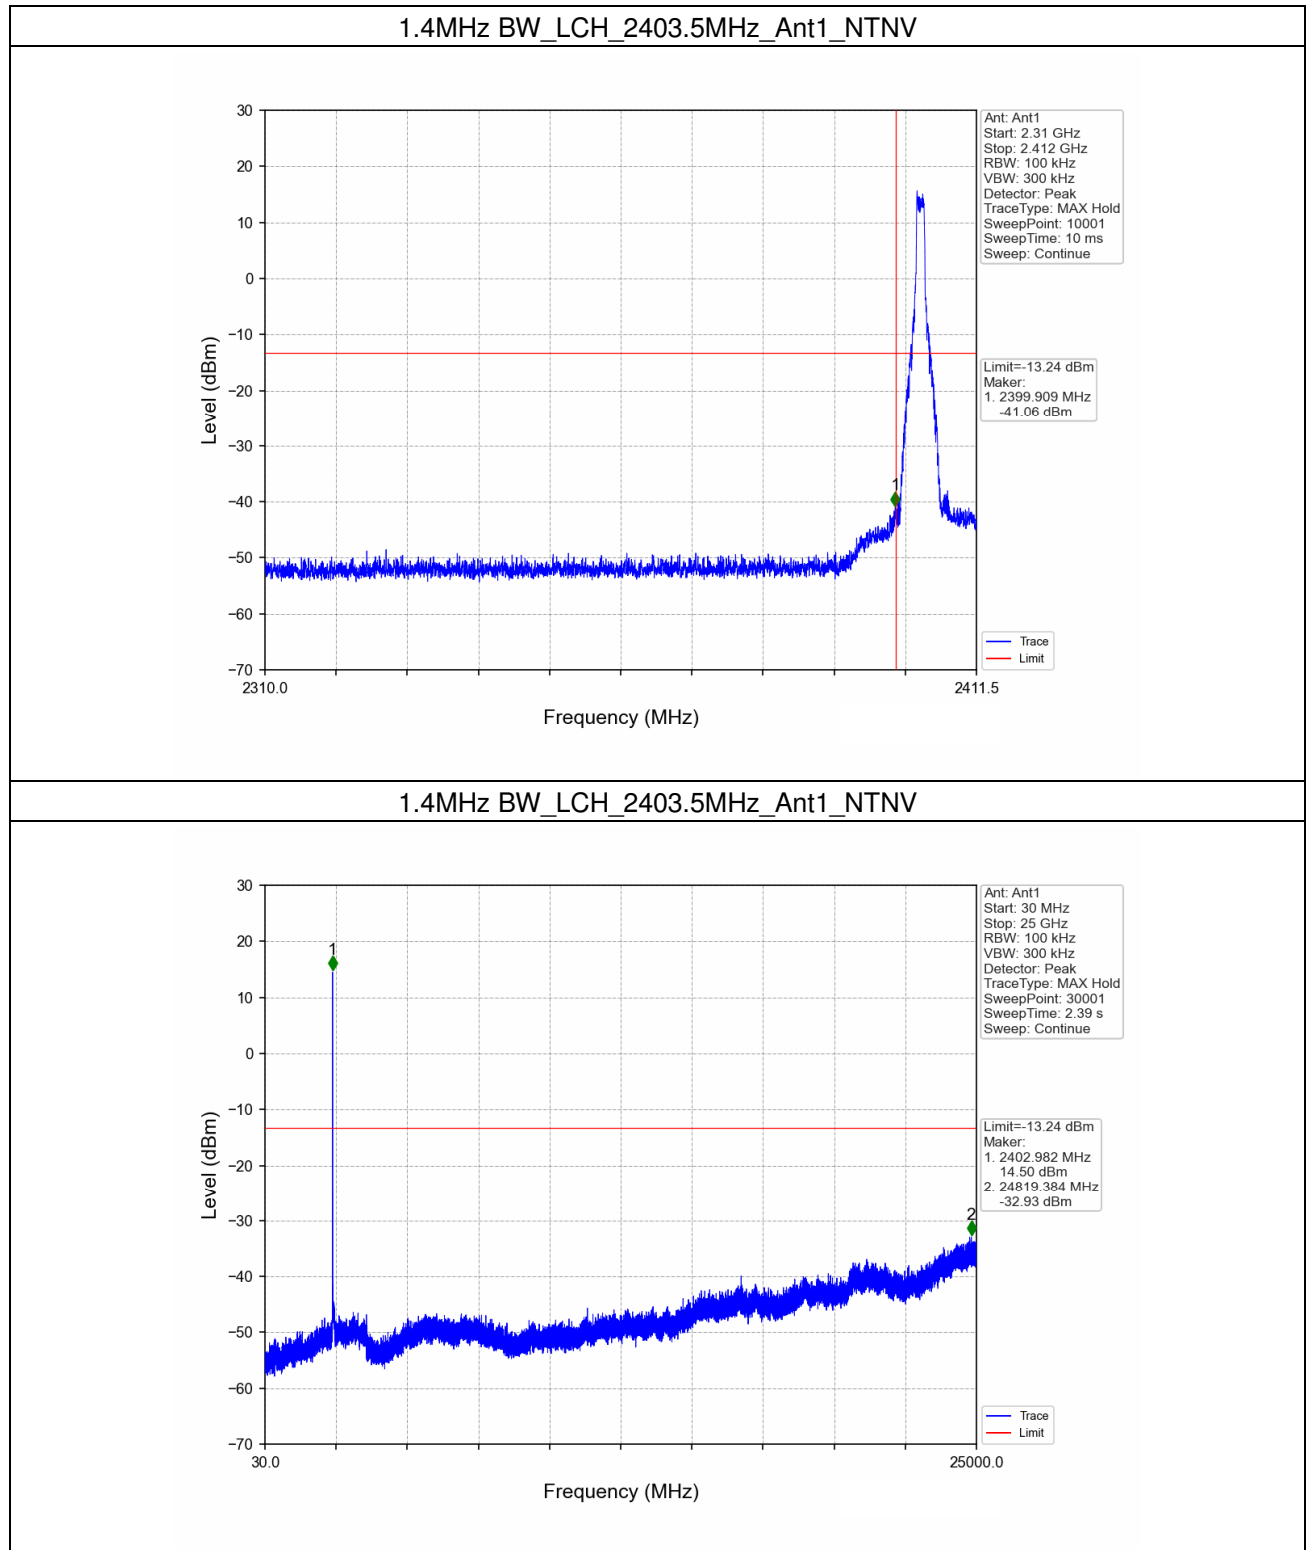 1.4MHz BW_LCH_2403.5MHz_Ant1_NTNV
30
20
10
0
−10
−20
−30
−40
−50
−60
−70
Level (dBm)
2310.0
2411.5
Frequency (MHz)
1
Ant: Ant1
Start: 2.31 GHz
Stop: 2.412 GHz
RBW: 100 kHz
VBW: 300 kHz
Detector: Peak
TraceType: MAX Hold
SweepPoint: 10001
SweepTime: 10 ms
Sweep: Continue
Limit=-13.24 dBm
Maker:
1. 2399.909 MHz
-41.06 dBm
Trace
Limit
1.4MHz BW_LCH_2403.5MHz_Ant1_NTNV
30
20
10
0
−10
−20
−30
−40
−50
−60
−70
Level (dBm)
30.0
25000.0
Frequency (MHz)
1
2
Ant: Ant1
Start: 30 MHz
Stop: 25 GHz
RBW: 100 kHz
VBW: 300 kHz
Detector: Peak
TraceType: MAX Hold
SweepPoint: 30001
SweepTime: 2.39 s
Sweep: Continue
Limit=-13.24 dBm
Maker:
1. 2402.982 MHz
14.50 dBm
2. 24819.384 MHz
-32.93 dBm
Trace
Limit